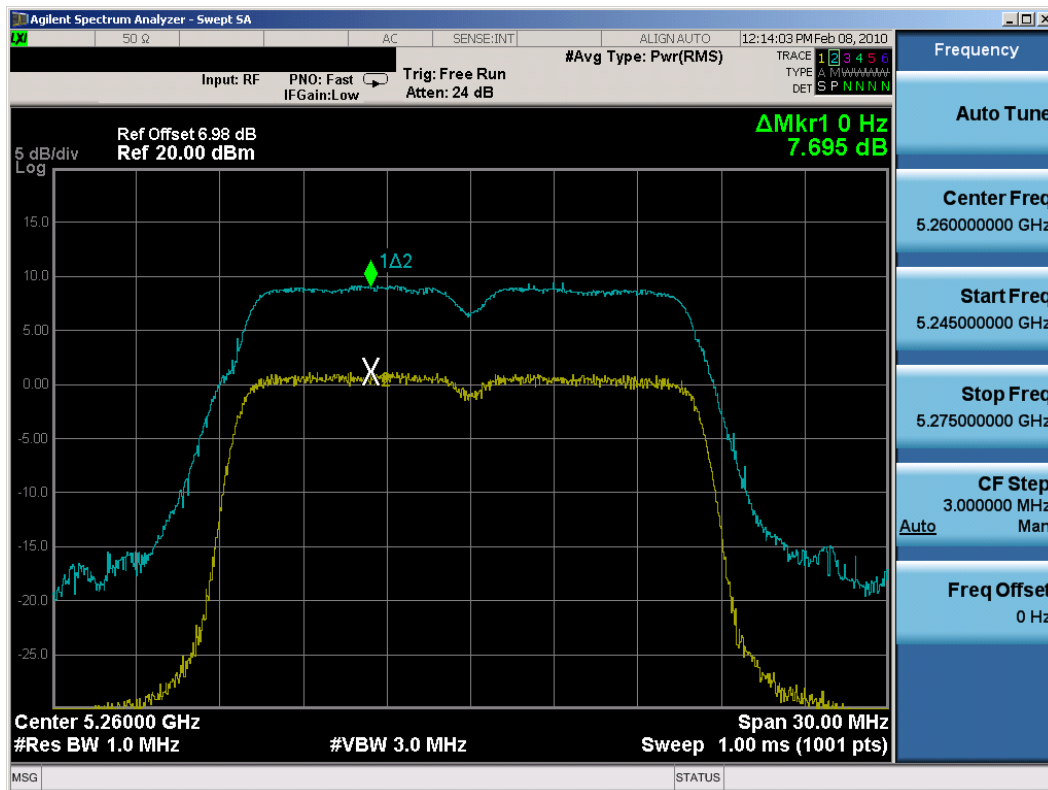 Agilent Spectrum Analyzer - Swept SA
LXI 50 Ω AC SENSE:INT ALIGN AUTO 12:14:03 PM Feb 08, 2010
Input: RF PNO: Fast IFGain:Low Trig: Free Run Atten: 24 dB #Avg Type: Pwr(RMS)
TRACE 1 2 3 4 5 6
TYPE A M W W W W
DET S P N N N N
ΔMkr1 0 Hz
7.695 dB
Ref Offset 6.98 dB
5 dB/div Ref 20.00 dBm
Log
15.0
10.0
5.00
0.00
-5.00
-10.0
-15.0
-20.0
-25.0
1Δ2
X
2
Center 5.26000 GHz Span 30.00 MHz
#Res BW 1.0 MHz #VBW 3.0 MHz Sweep 1.00 ms (1001 pts)
MSG STATUS
Frequency
Auto Tune
Center Freq
5.260000000 GHz
Start Freq
5.245000000 GHz
Stop Freq
5.275000000 GHz
CF Step
3.000000 MHz
Auto Man
Freq Offset
0 Hz